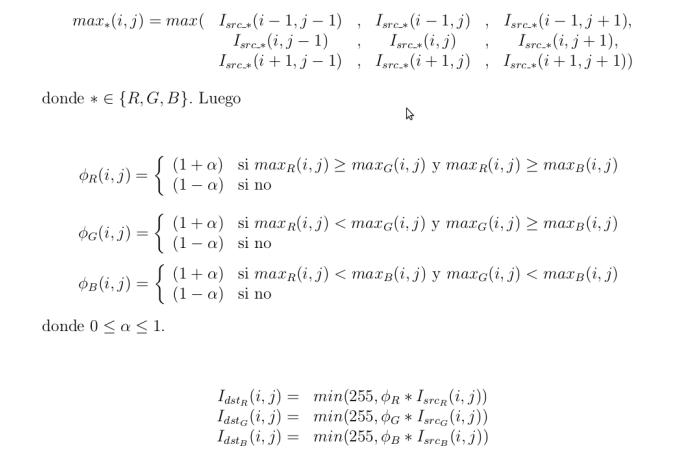 max_*(i, j) = max( I_{src_*}(i − 1, j − 1) , I_{src_*}(i − 1, j) , I_{src_*}(i − 1, j + 1),
I_{src_*}(i, j − 1) , I_{src_*}(i, j) , I_{src_*}(i, j + 1),
I_{src_*}(i + 1, j − 1) , I_{src_*}(i + 1, j) , I_{src_*}(i + 1, j + 1))
donde * ∈ {R, G, B}. Luego
φ_R(i, j) = { (1 + α) si max_R(i, j) ≥ max_G(i, j) y max_R(i, j) ≥ max_B(i, j)
(1 − α) si no
φ_G(i, j) = { (1 + α) si max_R(i, j) < max_G(i, j) y max_G(i, j) ≥ max_B(i, j)
(1 − α) si no
φ_B(i, j) = { (1 + α) si max_R(i, j) < max_B(i, j) y max_G(i, j) < max_B(i, j)
(1 − α) si no
donde 0 ≤ α ≤ 1.
I_{dst_R}(i, j) = min(255, φ_R * I_{src_R}(i, j))
I_{dst_G}(i, j) = min(255, φ_G * I_{src_G}(i, j))
I_{dst_B}(i, j) = min(255, φ_B * I_{src_B}(i, j))